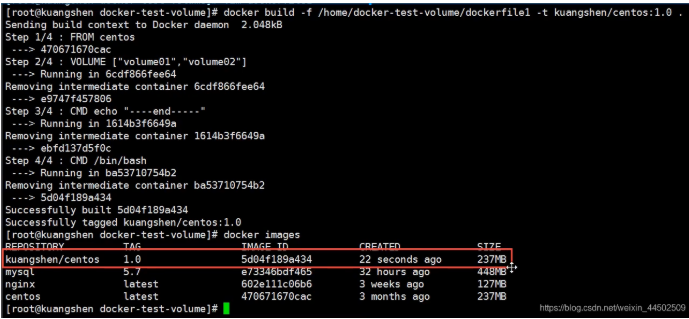 [root@kuangshen docker-test-volume]# docker build -f /home/docker-test-volume/dockerfile1 -t kuangshen/centos:1.0 .
Sending build context to Docker daemon  2.048kB
Step 1/4 : FROM centos
 ---> 470671670cac
Step 2/4 : VOLUME ["volume01","volume02"]
 ---> Running in 6cdf866fee64
Removing intermediate container 6cdf866fee64
 ---> e9747f457806
Step 3/4 : CMD echo "----end-----"
 ---> Running in 1614b3f6649a
Removing intermediate container 1614b3f6649a
 ---> ebfd137d5f0c
Step 4/4 : CMD /bin/bash
 ---> Running in ba53710754b2
Removing intermediate container ba53710754b2
 ---> 5d04f189a434
Successfully built 5d04f189a434
Successfully tagged kuangshen/centos:1.0
[root@kuangshen docker-test-volume]# docker images
REPOSITORY TAG IMAGE ID CREATED SIZE
kuangshen/centos 1.0 5d04f189a434 22 seconds ago 237MB
mysql 5.7 e73346bdf465 32 hours ago 448MB
nginx latest 602e111c06b6 3 weeks ago 127MB
centos latest 470671670cac 3 months ago 237MB
[root@kuangshen docker-test-volume]#
https://blog.csdn.net/weixin_44502509